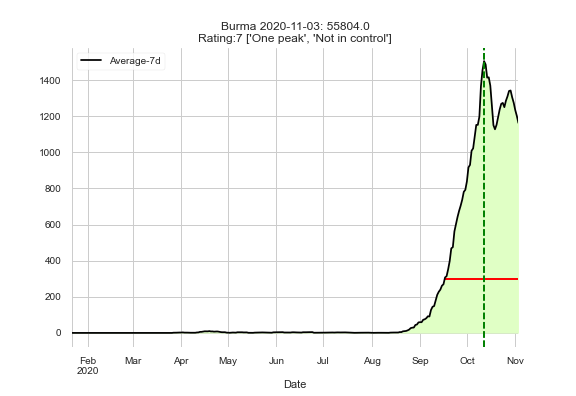 Burma 2020-11-03: 55804.0
Rating:7 ['One peak', 'Not in control']
Average-7d
1400
1200
1000
800
600
400
200
0
Feb Mar Apr May Jun Jul Aug Sep Oct Nov
2020
Date